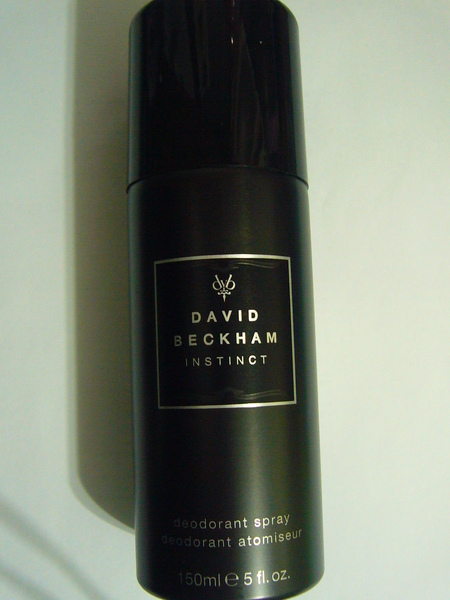 DAVID
BECKHAM
INSTINCT
deodorant spray
deodorant atomiseur
150ml ℮ 5 fl. oz.